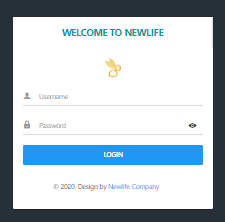 WELCOME TO NEWLIFE
Username
Password
LOGIN
© 2020. Design by Newlife Company